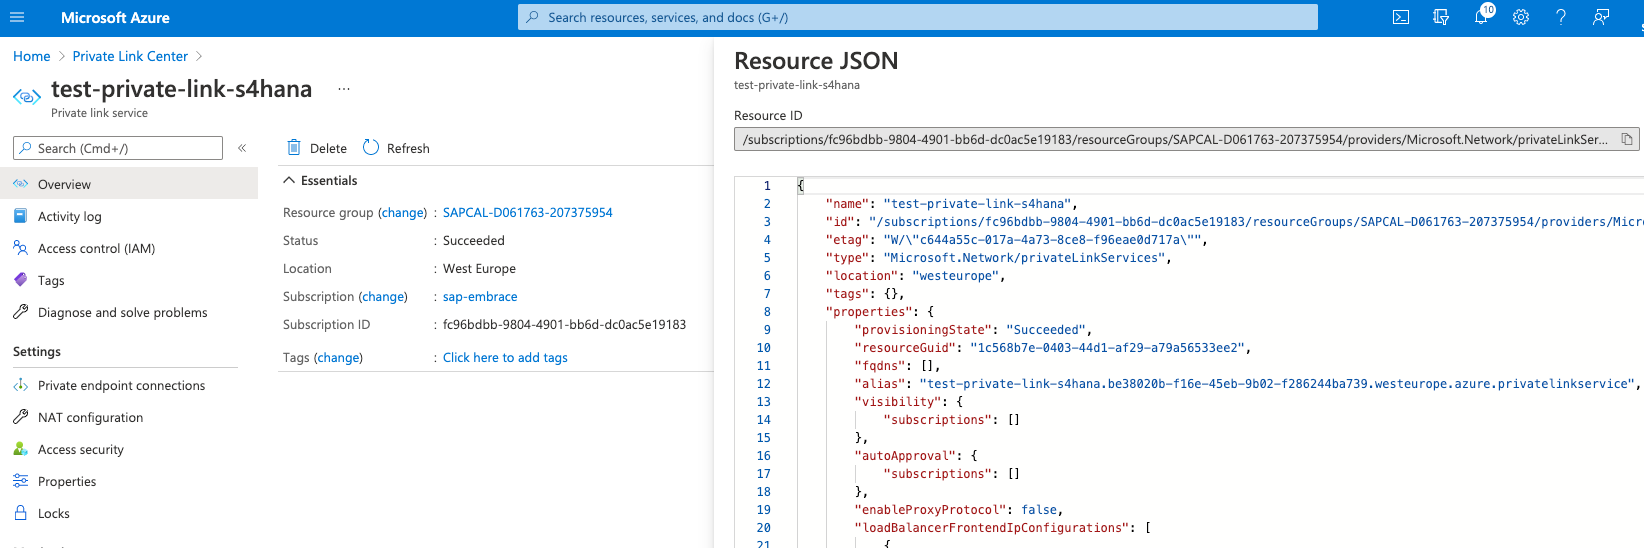 Microsoft Azure
Search resources, services, and docs (G+/)
10
Home > Private Link Center >
test-private-link-s4hana ...
Private link service
Search (Cmd+/)
«
Overview
Activity log
Access control (IAM)
Tags
Diagnose and solve problems
Settings
Private endpoint connections
NAT configuration
Access security
Properties
Locks
Delete Refresh
Essentials
Resource group (change) : SAPCAL-D061763-207375954
Status : Succeeded
Location : West Europe
Subscription (change) : sap-embrace
Subscription ID : fc96bdbb-9804-4901-bb6d-dc0ac5e19183
Tags (change) : Click here to add tags
Resource JSON
test-private-link-s4hana
Resource ID
/subscriptions/fc96bdbb-9804-4901-bb6d-dc0ac5e19183/resourceGroups/SAPCAL-D061763-207375954/providers/Microsoft.Network/privateLinkSer...
1 {
2 "name": "test-private-link-s4hana",
3 "id": "/subscriptions/fc96bdbb-9804-4901-bb6d-dc0ac5e19183/resourceGroups/SAPCAL-D061763-207375954/providers/Micr
4 "etag": "W/\"c644a55c-017a-4a73-8ce8-f96eae0d717a\"",
5 "type": "Microsoft.Network/privateLinkServices",
6 "location": "westeurope",
7 "tags": {},
8 "properties": {
9 "provisioningState": "Succeeded",
10 "resourceGuid": "1c568b7e-0403-44d1-af29-a79a56533ee2",
11 "fqdns": [],
12 "alias": "test-private-link-s4hana.be38020b-f16e-45eb-9b02-f286244ba739.westeurope.azure.privatelinkservice",
13 "visibility": {
14 "subscriptions": []
15 },
16 "autoApproval": {
17 "subscriptions": []
18 },
19 "enableProxyProtocol": false,
20 "loadBalancerFrontendIpConfigurations": [
21 {